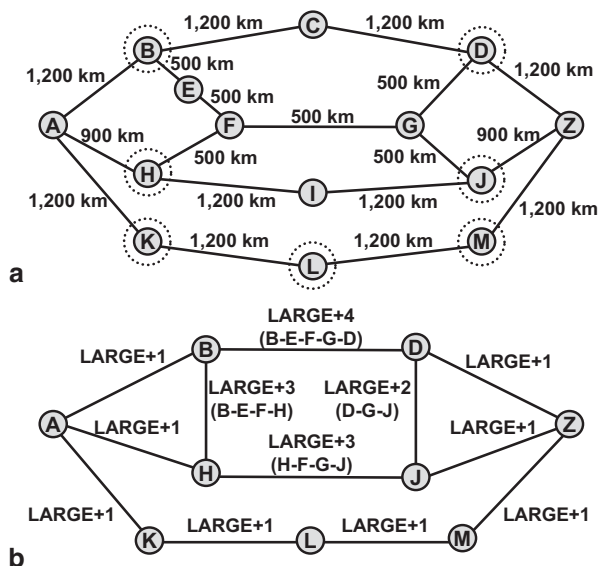 1,200 km
C
1,200 km
B
D
1,200 km
500 km
1,200 km
E
500 km
500 km
A
F
500 km
G
Z
900 km
900 km
500 km
500 km
H
J
1,200 km
I
1,200 km
1,200 km
1,200 km
K
1,200 km
1,200 km
M
L
a
LARGE+4
(B-E-F-G-D)
LARGE+1
B
D
LARGE+1
LARGE+3
(B-E-F-H)
LARGE+2
(D-G-J)
A
LARGE+1
LARGE+1
Z
LARGE+3
(H-F-G-J)
H
J
LARGE+1
LARGE+1
LARGE+1
LARGE+1
K
L
M
b